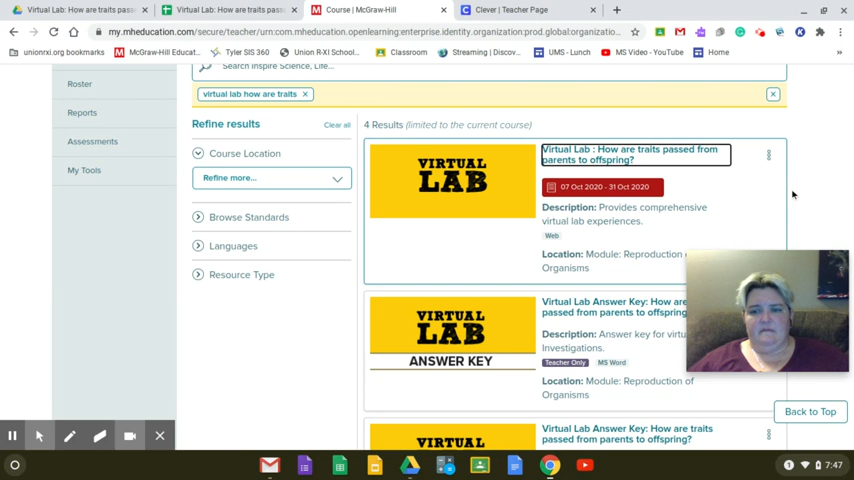 Virtual Lab: How are traits pas
Virtual Lab: How are traits pass
Course | McGraw-Hill
Clever | Teacher Page
my.mheducation.com/secure/teacher/urn:com.mheducation.openlearning:enterprise.identity.organization.prod.global:organizatio...
unionrxi.org bookmarks
McGraw-Hill Educat...
Tyler SIS 360
Union R-XI School...
Classroom
Streaming | Discov...
UMS - Lunch
MS Video - YouTube
Home
Roster
Reports
Assessments
My Tools
Search Inspire Science, Life...
virtual lab how are traits
Refine results
Clear all
Course Location
Refine more...
Browse Standards
Languages
Resource Type
4 Results (limited to the current course)
VIRTUAL
LAB
Virtual Lab : How are traits passed from
parents to offspring?
07 Oct 2020 - 31 Oct 2020
Description: Provides comprehensive
virtual lab experiences.
Web
Location: Module: Reproduction
Organisms
VIRTUAL
LAB
ANSWER KEY
Virtual Lab Answer Key: How are
passed from parents to offspring
Description: Answer key for virtu
Investigations.
Teacher Only
MS Word
Location: Module: Reproduction of
Organisms
VIRTUAL
Virtual Lab Answer Key: How are traits
passed from parents to offspring?
Back to Top
1
7:47